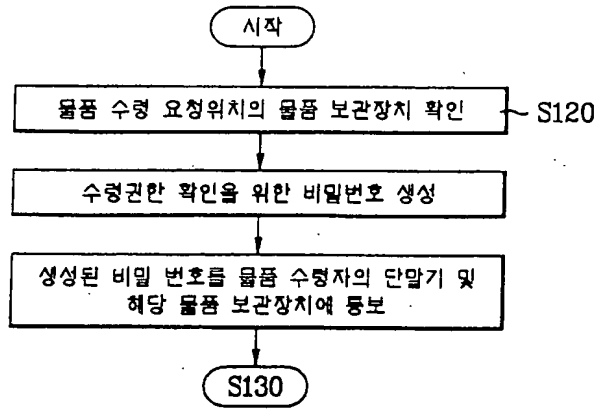 시작
물품 수령 요청위치의 물품 보관장치 확인
S120
수령권한 확인을 위한 비밀번호 생성
생성된 비밀 번호를 물품 수령자의 단말기 및
해당 물품 보관장치에 통보
S130